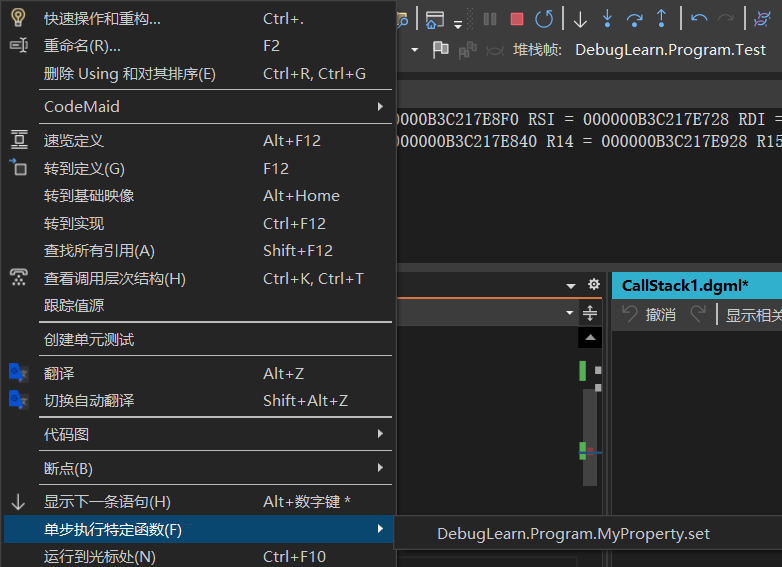 快速操作和重构... Ctrl+.
重命名(R)... F2
删除 Using 和对其排序(E) Ctrl+R, Ctrl+G
CodeMaid
速览定义 Alt+F12
转到定义(G) F12
转到基础映像 Alt+Home
转到实现 Ctrl+F12
查找所有引用(A) Shift+F12
查看调用层次结构(H) Ctrl+K, Ctrl+T
跟踪值源
创建单元测试
翻译 Alt+Z
切换自动翻译 Shift+Alt+Z
代码图
断点(B)
显示下一条语句(H) Alt+数字键 *
单步执行特定函数(F)
运行到光标处(N) Ctrl+F10
DebugLearn.Program.MyProperty.set
堆栈帧: DebugLearn.Program.Test
0000B3C217E8F0 RSI = 000000B3C217E728 RDI =
00000B3C217E840 R14 = 000000B3C217E928 R15
CallStack1.dgml*
撤消 显示相关